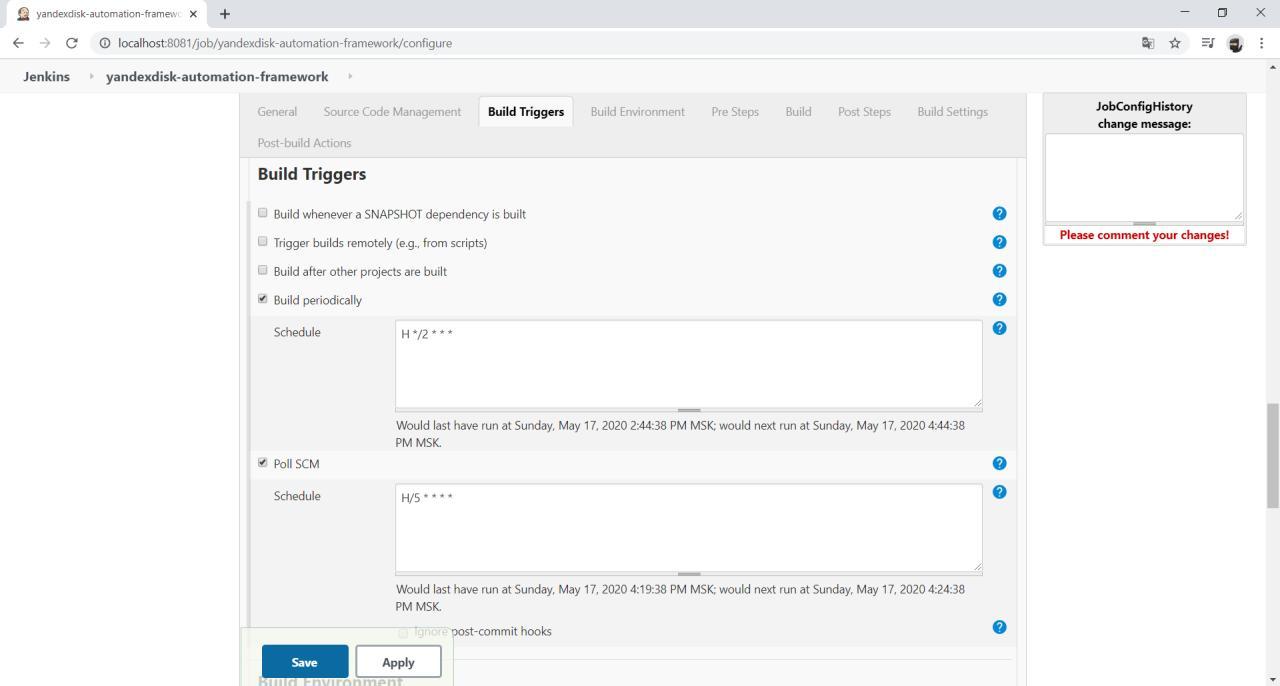 yandexdisk-automation-framewo
localhost:8081/job/yandexdisk-automation-framework/configure
Jenkins yandexdisk-automation-framework
General Source Code Management Build Triggers Build Environment Pre Steps Build Post Steps Build Settings
Post-build Actions
JobConfigHistory
change message:
Please comment your changes!
Build Triggers
Build whenever a SNAPSHOT dependency is built
Trigger builds remotely (e.g., from scripts)
Build after other projects are built
Build periodically
Schedule
H */2 * * *
Would last have run at Sunday, May 17, 2020 2:44:38 PM MSK; would next run at Sunday, May 17, 2020 4:44:38
PM MSK.
Poll SCM
Schedule
H/5 * * * *
Would last have run at Sunday, May 17, 2020 4:19:38 PM MSK; would next run at Sunday, May 17, 2020 4:24:38
PM MSK.
Ignore post-commit hooks
Save Apply
Build Environment